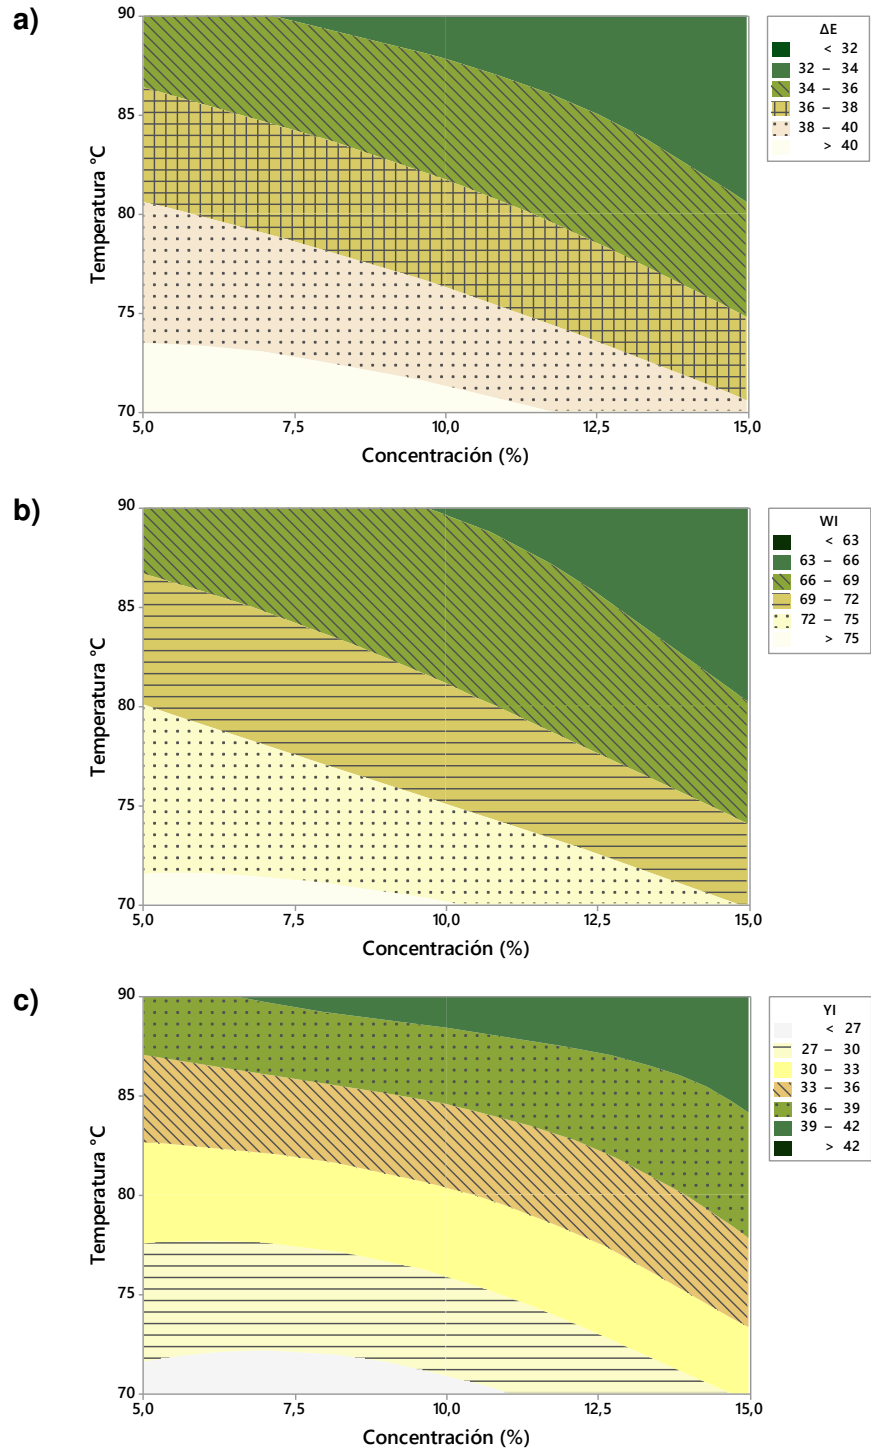 a)
90
85
80
75
70
Temperatura °C
5,0 7,5 10,0 12,5 15,0
Concentración (%)
ΔE
< 32
32 – 34
34 – 36
36 – 38
38 – 40
> 40
b)
90
85
80
75
70
Temperatura °C
5,0 7,5 10,0 12,5 15,0
Concentración (%)
WI
< 63
63 – 66
66 – 69
69 – 72
72 – 75
> 75
c)
90
85
80
75
70
Temperatura °C
5,0 7,5 10,0 12,5 15,0
Concentración (%)
YI
< 27
27 – 30
30 – 33
33 – 36
36 – 39
39 – 42
> 42